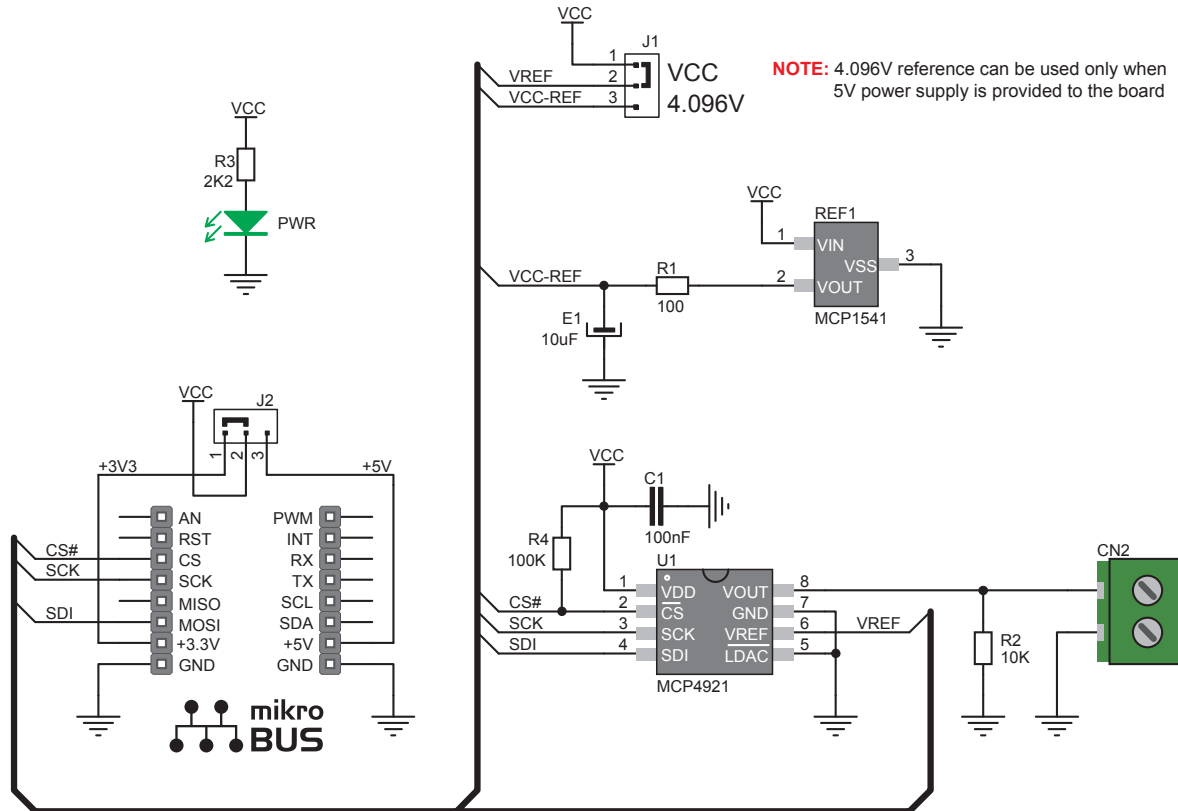 VCC
J1
1
VREF 2
VCC-REF 3
VCC
4.096V
NOTE: 4.096V reference can be used only when
5V power supply is provided to the board
VCC
R3
2K2
PWR
VCC
REF1
1
VIN
VSS
3
VCC-REF
R1
100
2
VOUT
MCP1541
E1
10uF
VCC
J2
1
2
3
+3V3
+5V
AN
RST
CS
SCK
MISO
MOSI
+3.3V
GND
PWM
INT
RX
TX
SCL
SDA
+5V
GND
CS#
SCK
SDI
mikro
BUS
VCC
C1
100nF
R4
100K
U1
1 VDD VOUT 8
CS# 2 CS GND 7
SCK 3 SCK VREF 6 VREF
SDI 4 SDI LDAC 5
MCP4921
R2
10K
CN2